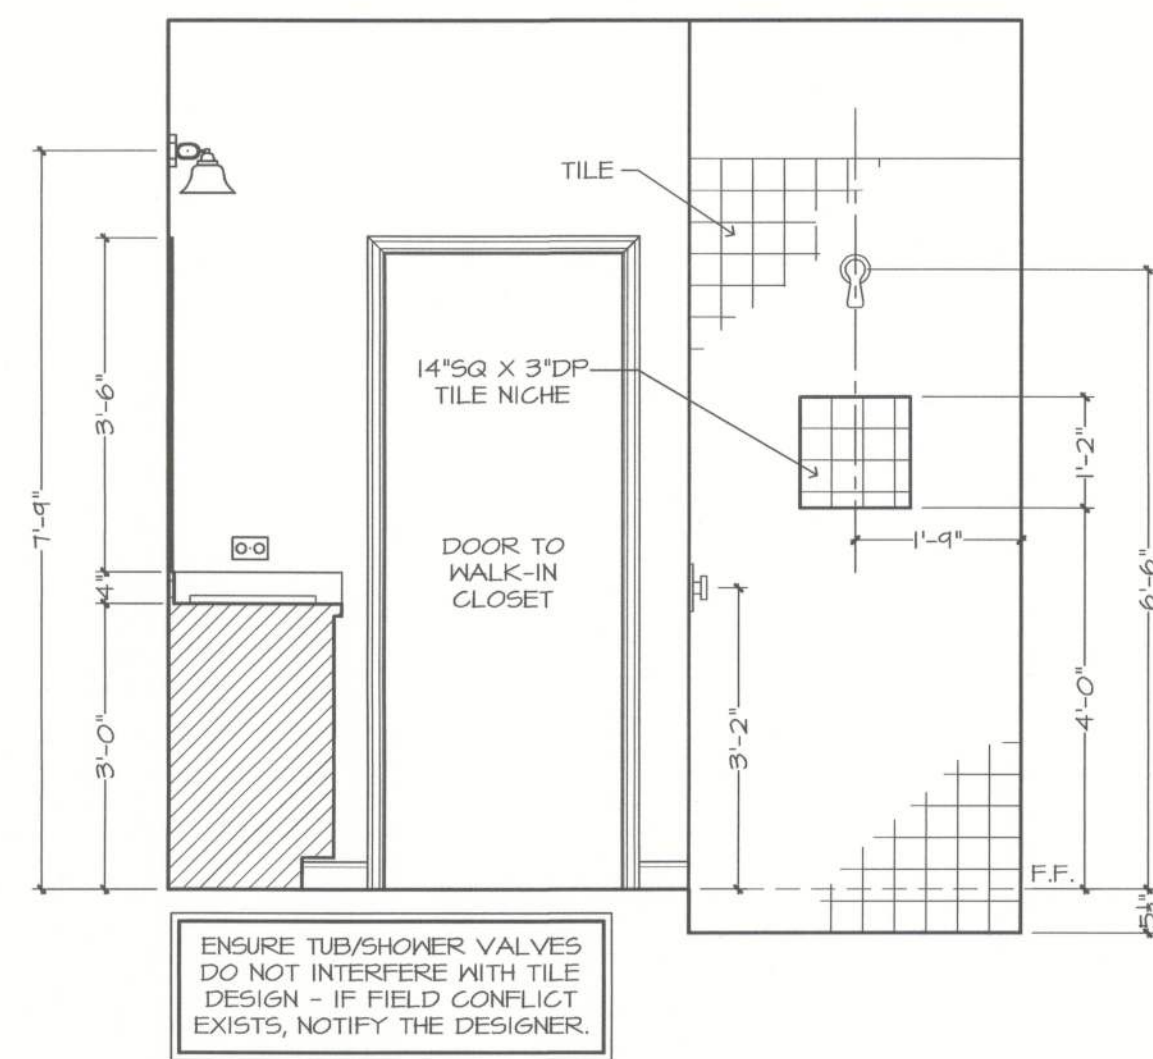 TILE
7'-9"
3'-6"
4"
3'-0"
14"SQ X 3"DP
TILE NICHE
DOOR TO
WALK-IN
CLOSET
3'-2"
1'-9"
1'-2"
4'-0"
6'-6"
F.F.
5½"
ENSURE TUB/SHOWER VALVES
DO NOT INTERFERE WITH TILE
DESIGN - IF FIELD CONFLICT
EXISTS, NOTIFY THE DESIGNER.